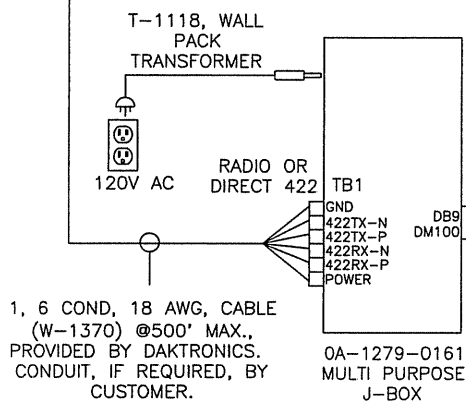 T-1118, WALL
PACK
TRANSFORMER
120V AC
RADIO OR
DIRECT 422
TB1
GND
422TX-N
422TX-P
422RX-N
422RX-P
POWER
DB9
DM100
1, 6 COND, 18 AWG, CABLE
(W-1370) @500' MAX.,
PROVIDED BY DAKTRONICS.
CONDUIT, IF REQUIRED, BY
CUSTOMER.
0A-1279-0161
MULTI PURPOSE
J-BOX